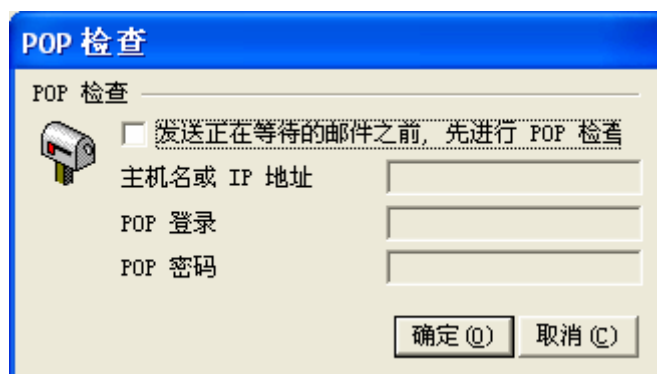 POP 检查
POP 检查
发送正在等待的邮件之前, 先进行 POP 检查
主机名或 IP 地址
POP 登录
POP 密码
确定(O) 取消(C)